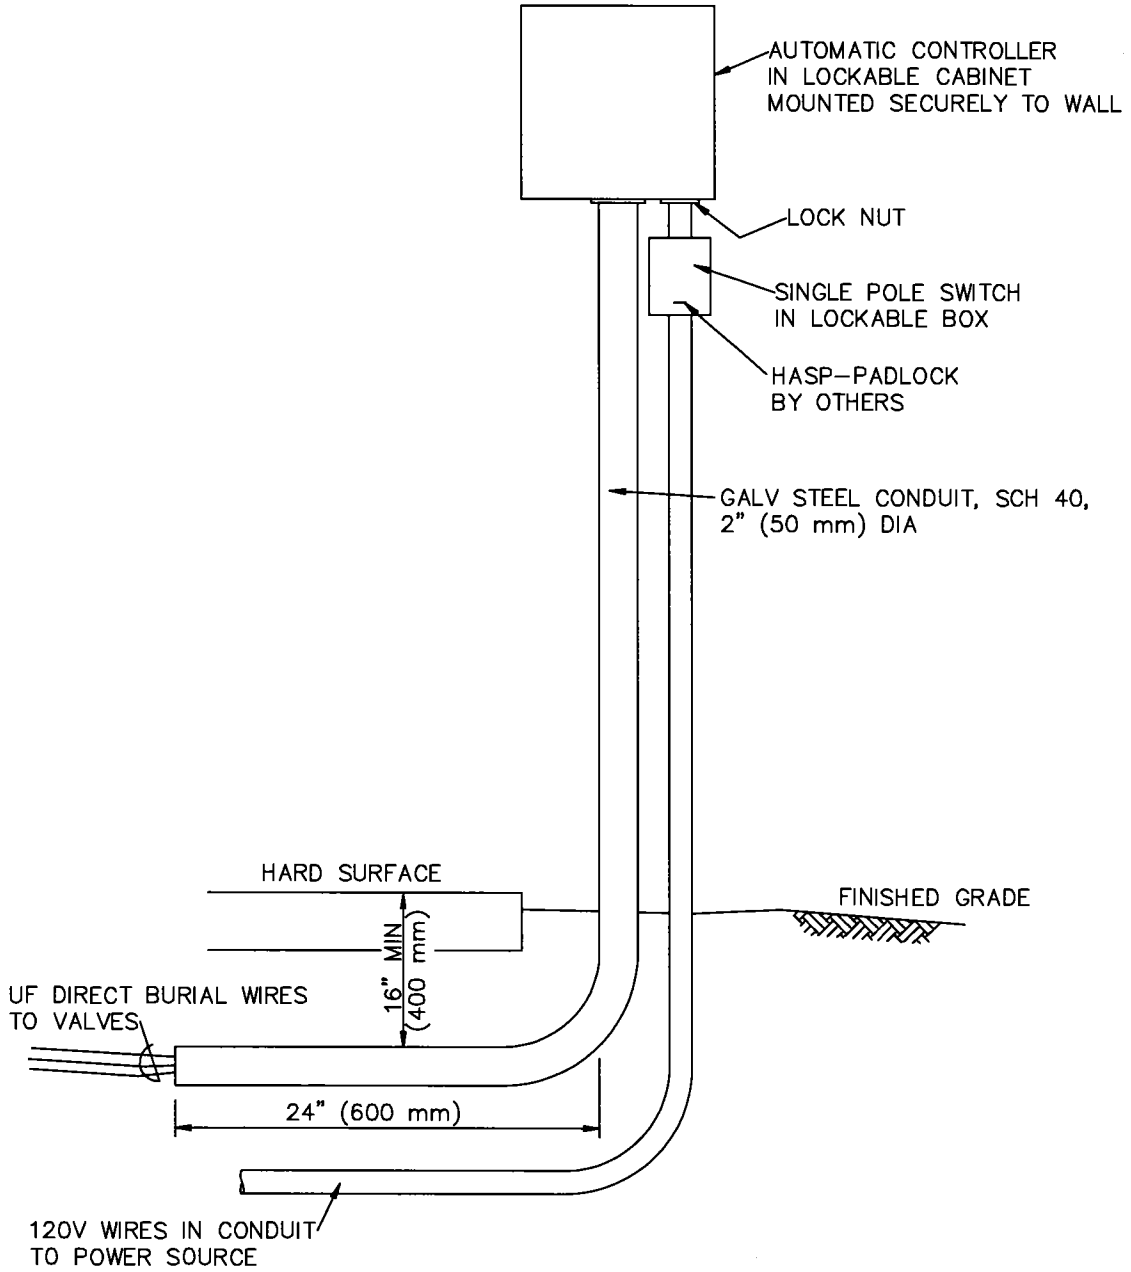 AUTOMATIC CONTROLLER
IN LOCKABLE CABINET
MOUNTED SECURELY TO WALL
LOCK NUT
SINGLE POLE SWITCH
IN LOCKABLE BOX
HASP-PADLOCK
BY OTHERS
GALV STEEL CONDUIT, SCH 40,
2" (50 mm) DIA
HARD SURFACE
FINISHED GRADE
16" MIN
(400 mm)
UF DIRECT BURIAL WIRES
TO VALVES
24" (600 mm)
120V WIRES IN CONDUIT
TO POWER SOURCE